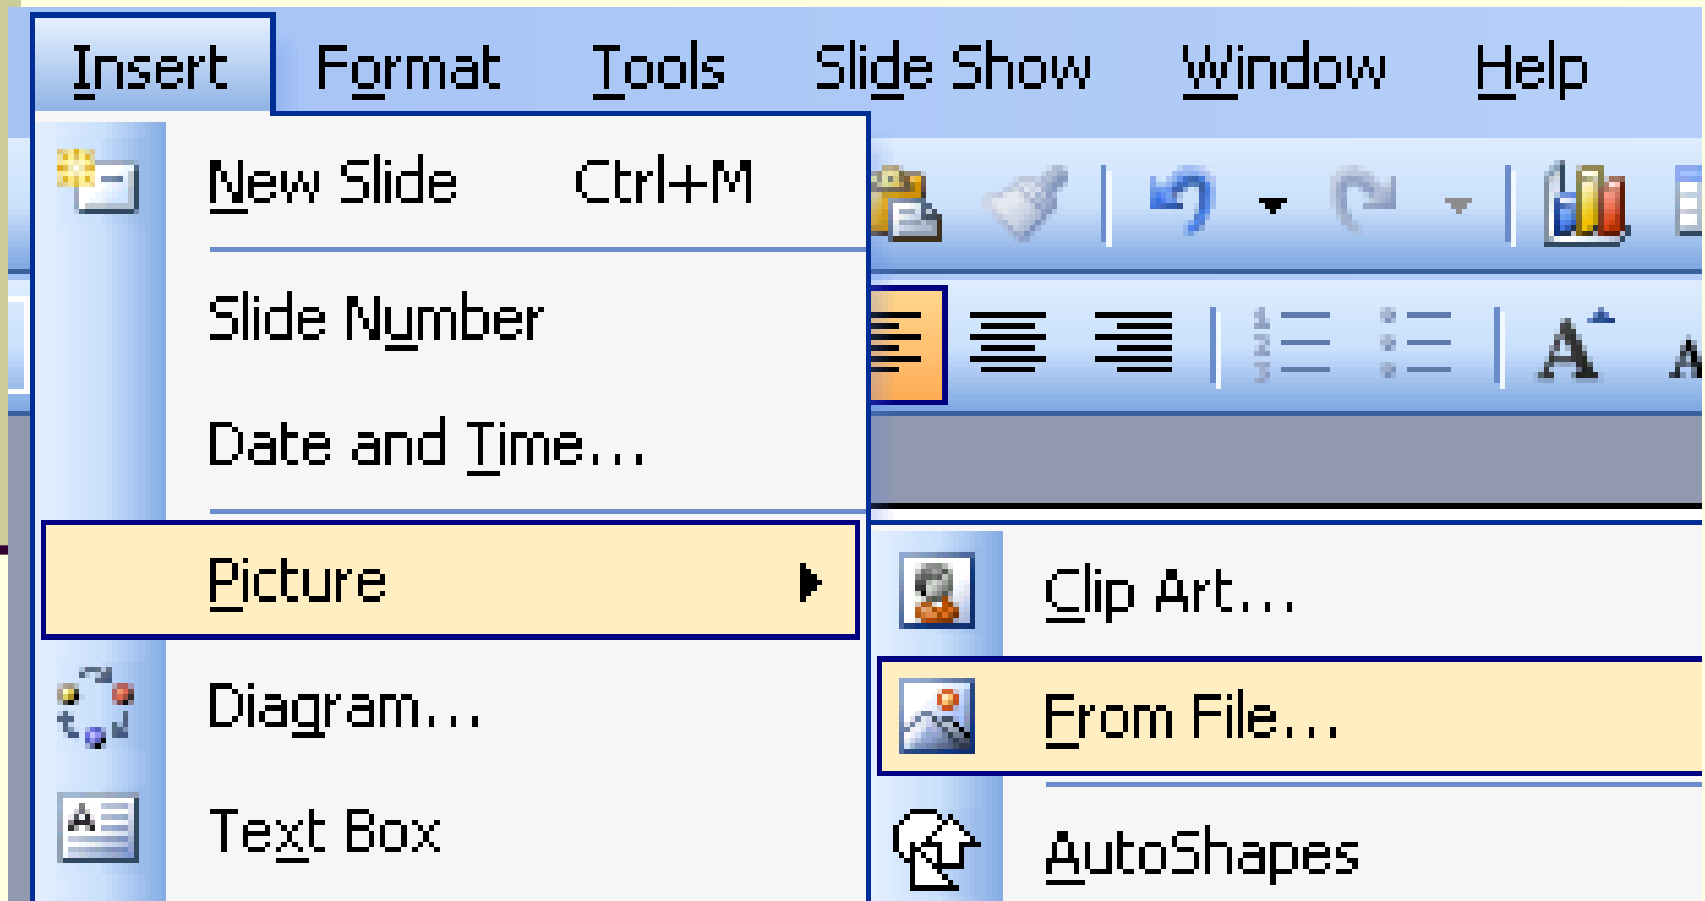 Insert Format Tools Slide Show Window Help
New Slide Ctrl+M
Slide Number
Date and Time...
Picture
Diagram...
Text Box
Clip Art...
From File...
AutoShapes